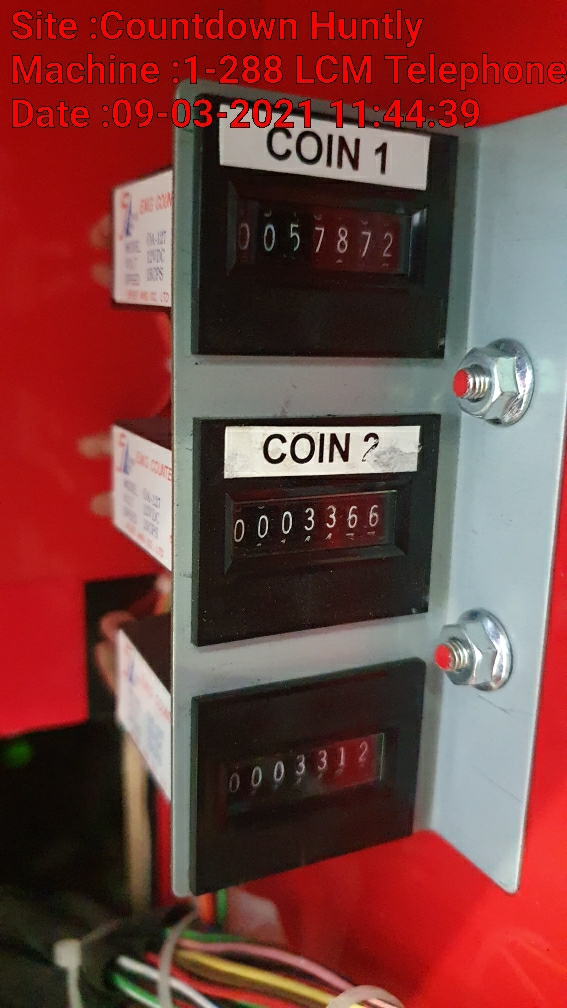 Site :Countdown Huntly
Machine :1-288 LCM Telephone
Date :09-03-2021 11:44:39
COIN 1
0057872
COIN 2
0003366
0003312